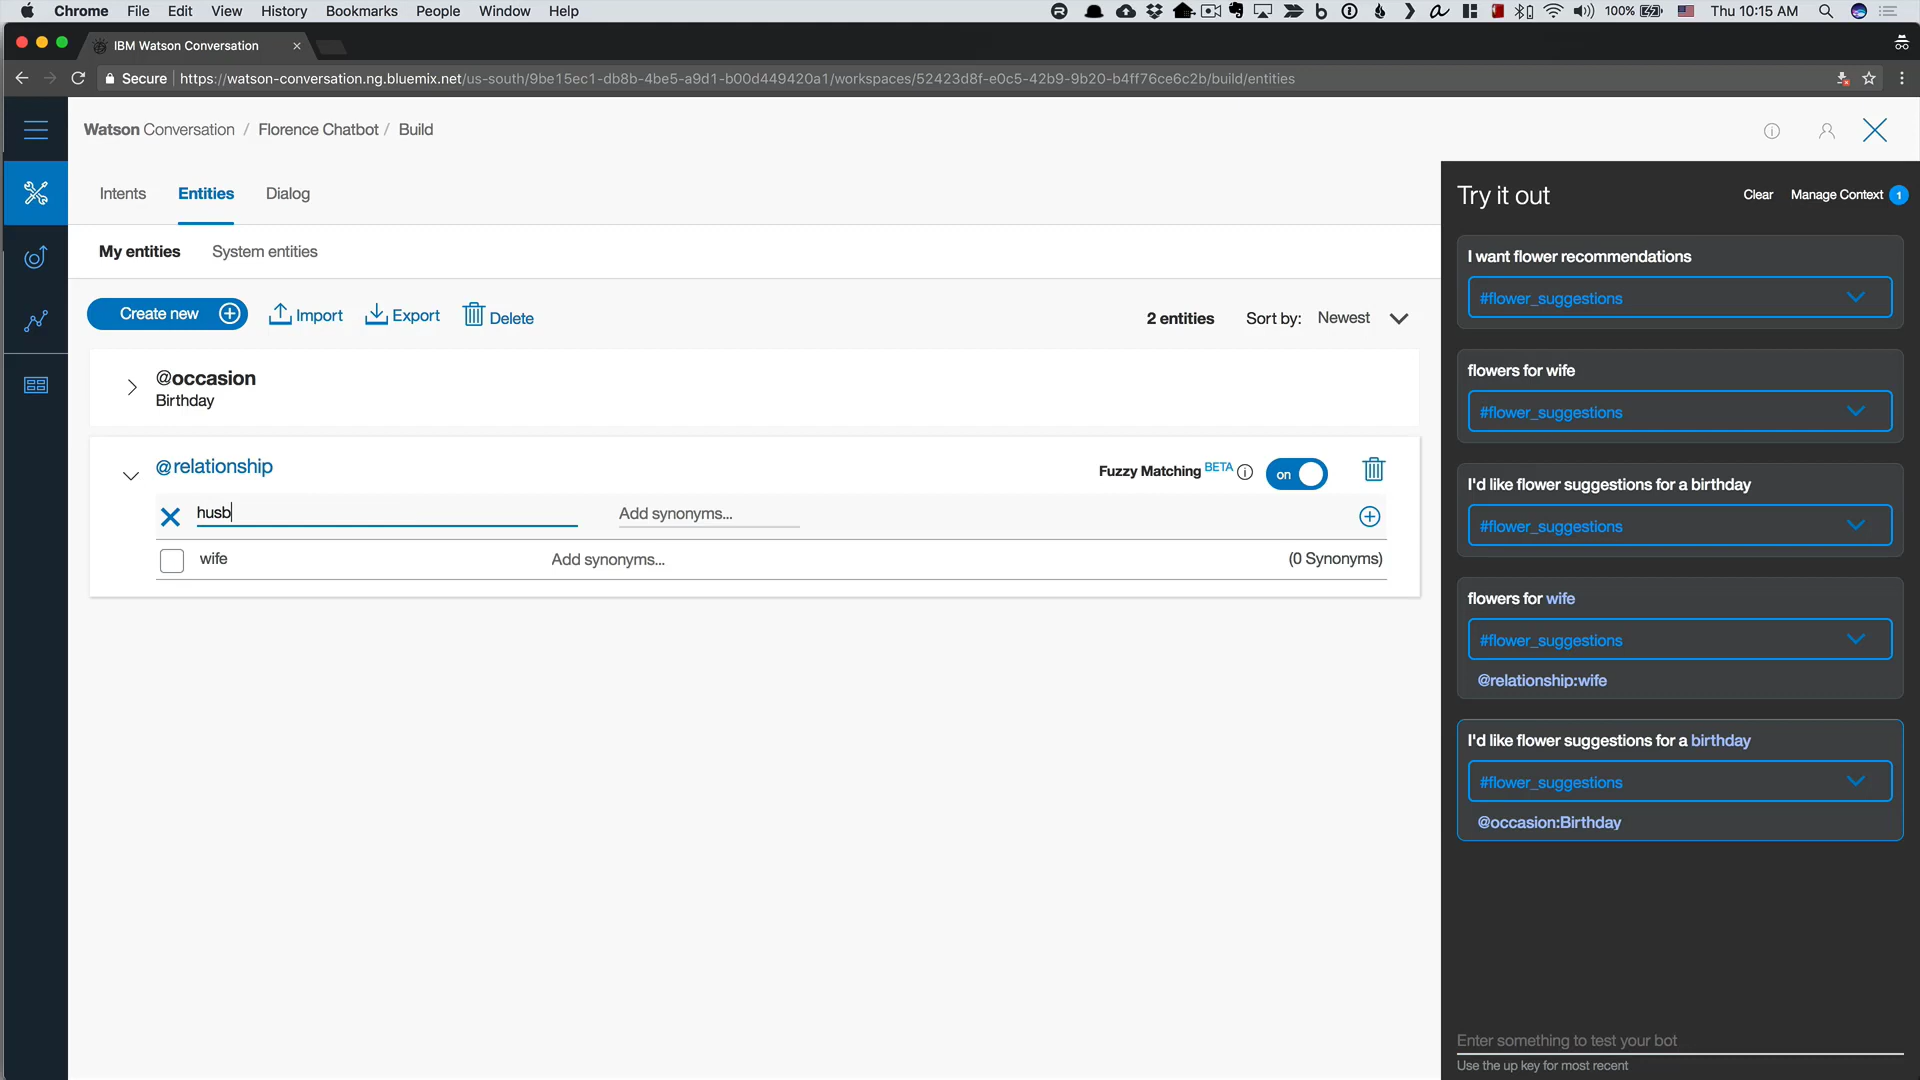 Chrome File Edit View History Bookmarks People Window Help 100% Thu 10:15 AM
IBM Watson Conversation
Secure https://watson-conversation.ng.bluemix.net/us-south/9be15ec1-db8b-4be5-a9d1-b00d449420a1/workspaces/52423d8f-e0c5-42b9-9b20-b4ff76ce6c2b/build/entities
Watson Conversation / Florence Chatbot / Build
Intents Entities Dialog
My entities System entities
Create new Import Export Delete 2 entities Sort by: Newest
@occasion
Birthday
@relationship Fuzzy Matching BETA on
husb Add synonyms...
wife Add synonyms... (0 Synonyms)
Try it out Clear Manage Context 1
I want flower recommendations
#flower_suggestions
flowers for wife
#flower_suggestions
I'd like flower suggestions for a birthday
#flower_suggestions
flowers for wife
#flower_suggestions
@relationship:wife
I'd like flower suggestions for a birthday
#flower_suggestions
@occasion:Birthday
Enter something to test your bot
Use the up key for most recent